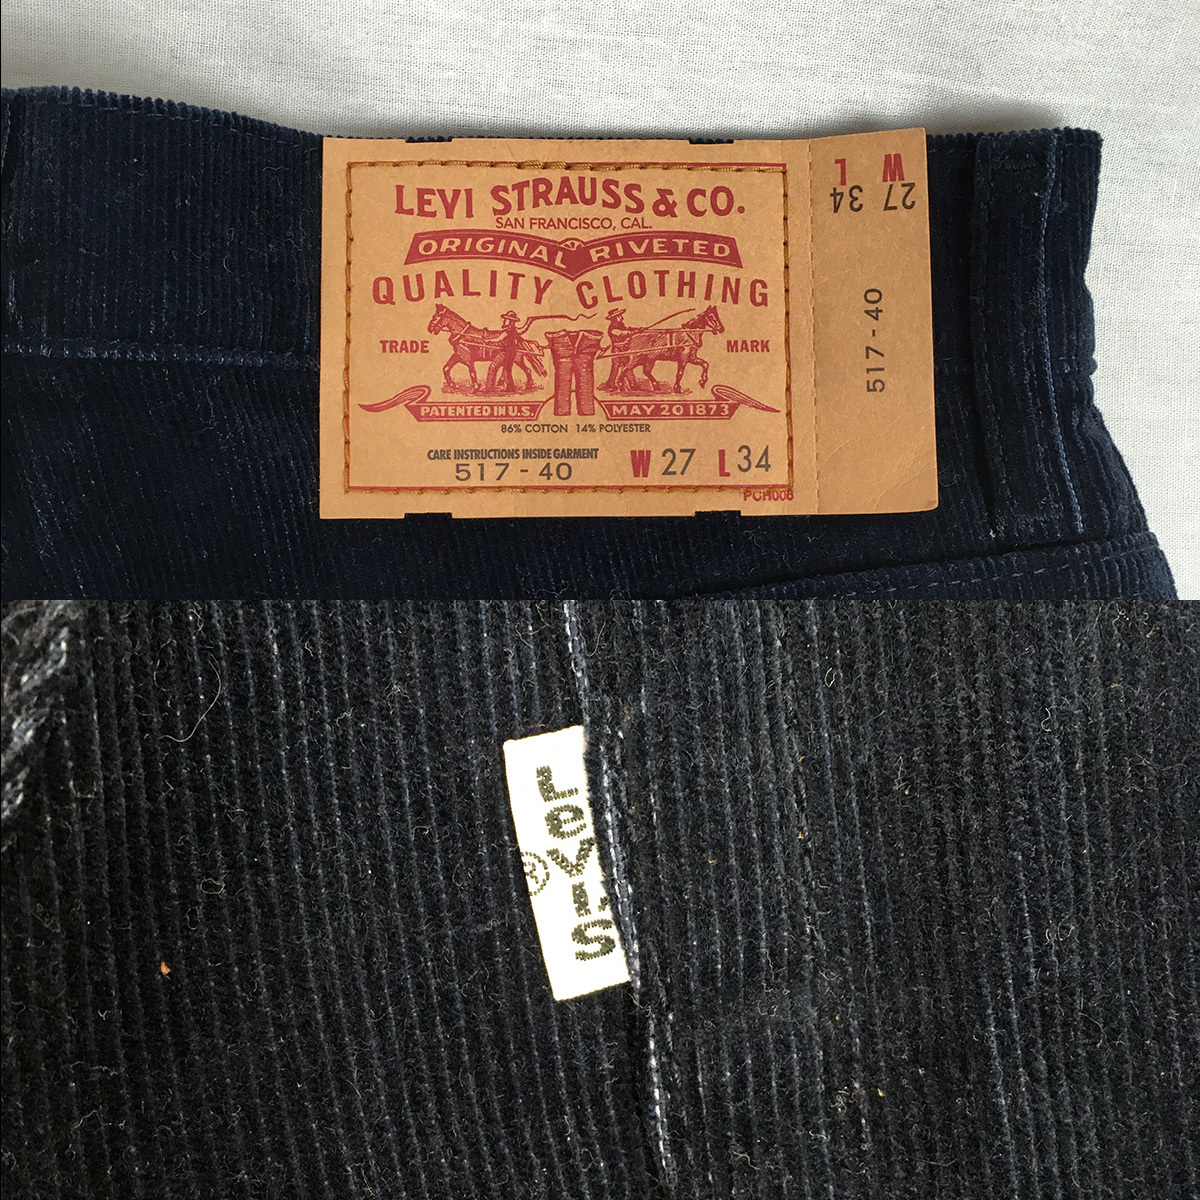 LEVI STRAUSS & CO.
SAN FRANCISCO, CAL.
ORIGINAL RIVETED
QUALITY CLOTHING
TRADE MARK
PATENTED IN U.S. MAY 20 1873
86% COTTON 14% POLYESTER
CARE INSTRUCTIONS INSIDE GARMENT
517 - 40 W 27 L 34
PCH006
W L
27 34
517 - 40
LeVi'S
®